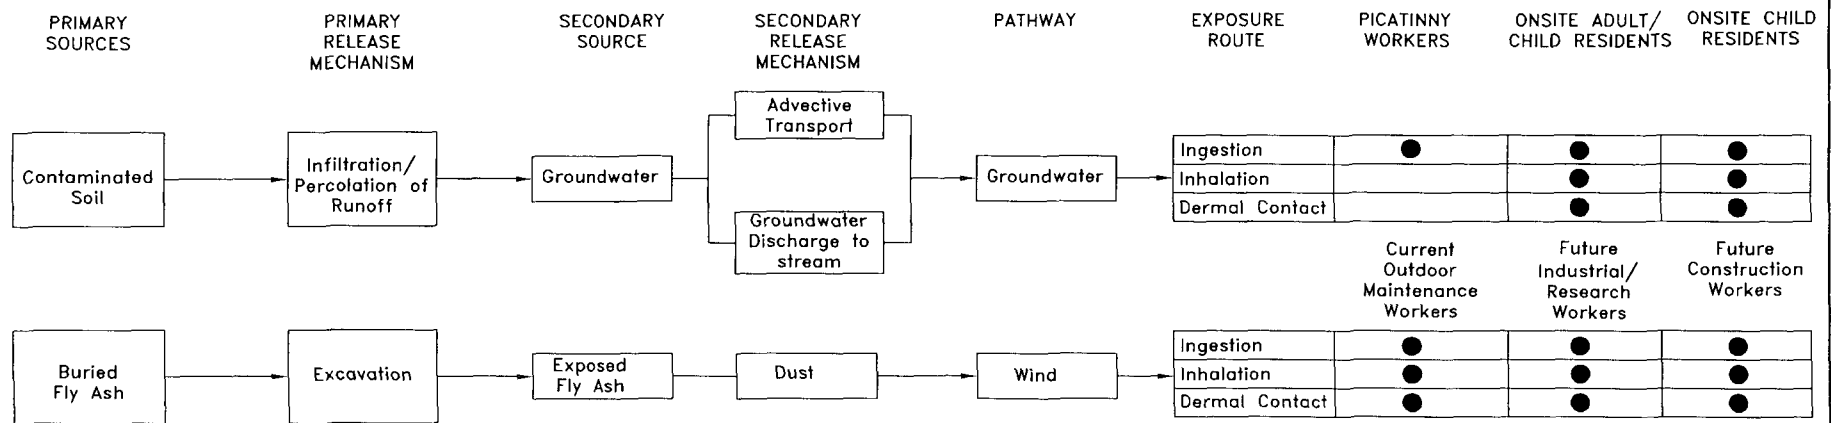 PRIMARY
SOURCES
PRIMARY
RELEASE
MECHANISM
SECONDARY
SOURCE
SECONDARY
RELEASE
MECHANISM
PATHWAY
EXPOSURE
ROUTE
PICATINNY
WORKERS
ONSITE ADULT/
CHILD RESIDENTS
ONSITE CHILD
RESIDENTS
Contaminated
Soil
Infiltration/
Percolation of
Runoff
Groundwater
Advective
Transport
Groundwater
Discharge to
stream
Groundwater
Ingestion
Inhalation
Dermal Contact
Current
Outdoor
Maintenance
Workers
Future
Industrial/
Research
Workers
Future
Construction
Workers
Buried
Fly Ash
Excavation
Exposed
Fly Ash
Dust
Wind
Ingestion
Inhalation
Dermal Contact